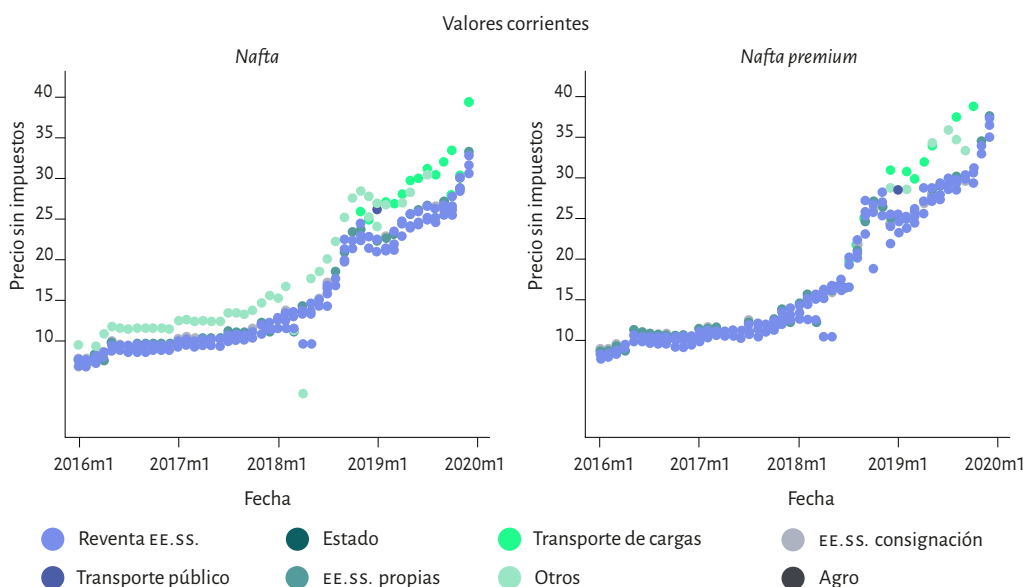 Valores corrientes
Nafta
Nafta premium
Precio sin impuestos
40
35
30
25
20
15
10
2016m1 2017m1 2018m1 2019m1 2020m1
Fecha
Precio sin impuestos
40
35
30
25
20
15
10
2016m1 2017m1 2018m1 2019m1 2020m1
Fecha
Reventa EE.SS. Estado Transporte de cargas EE.SS. consignación
Transporte público EE.SS. propias Otros Agro